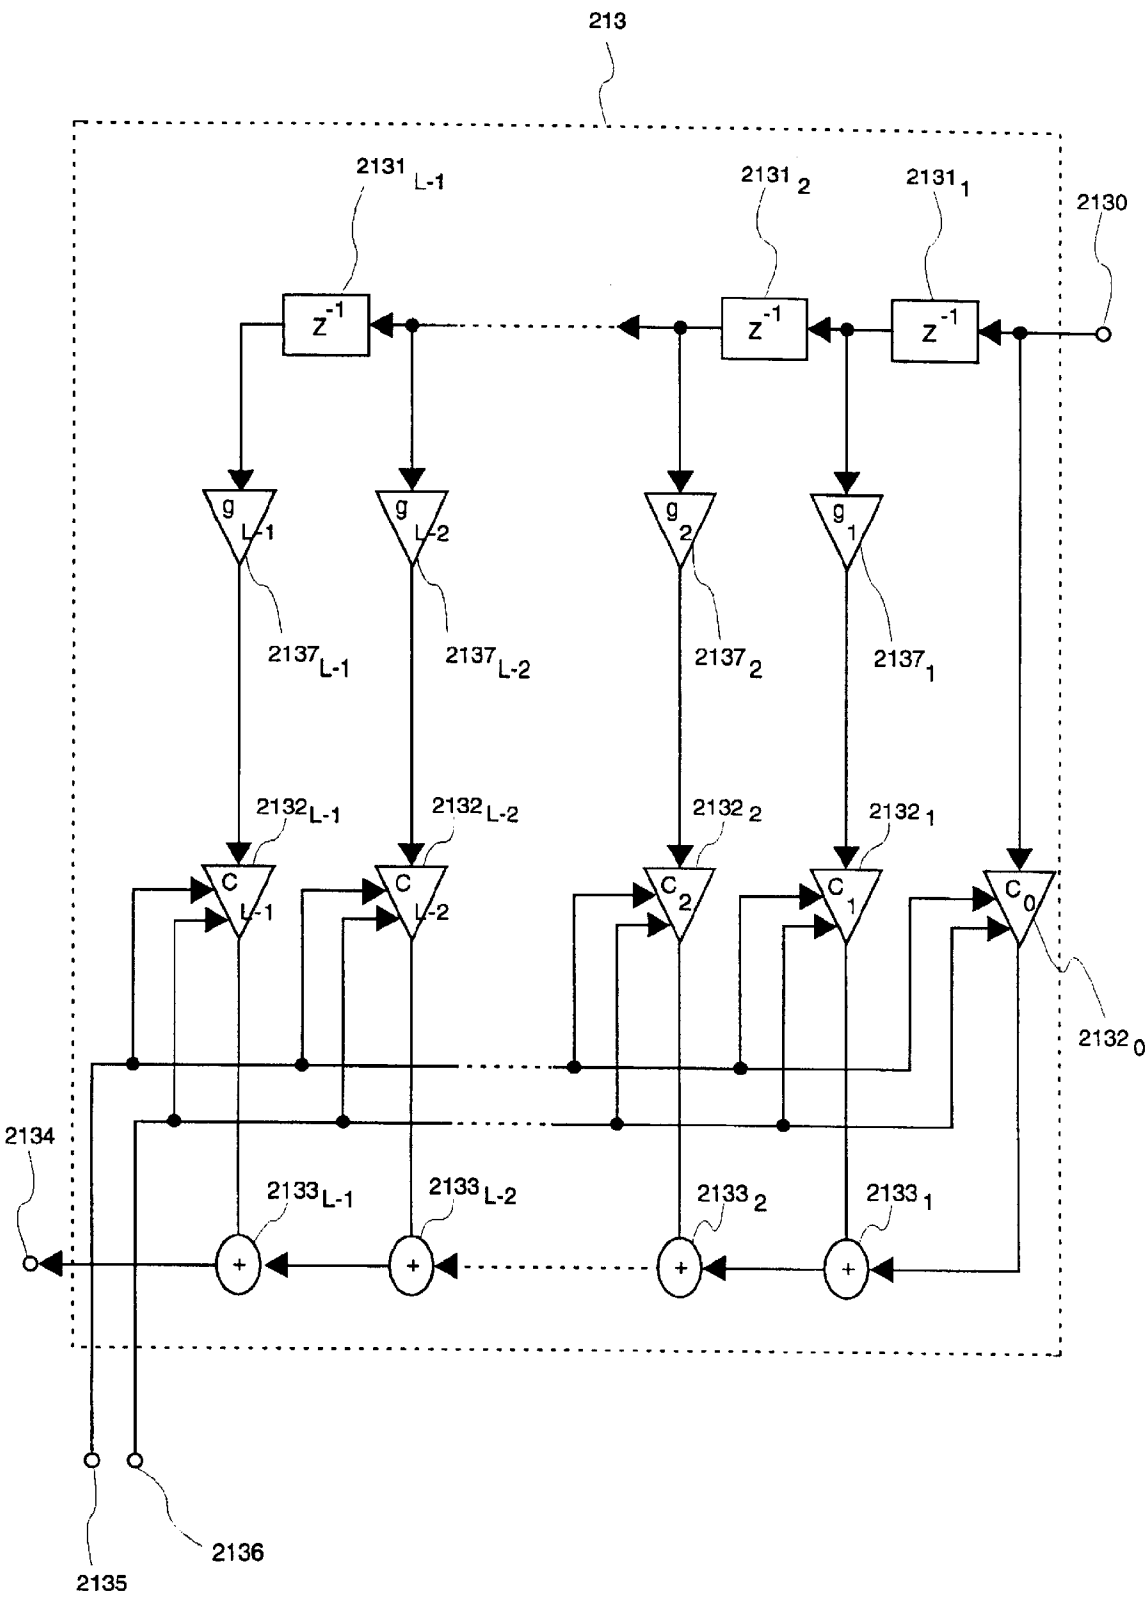 213
2131 L-1
2131 2
2131 1
2130
z-1
z-1
z-1
g L-1
g L-2
g 2
g 1
2137 L-1
2137 L-2
2137 2
2137 1
2132 L-1
2132 L-2
2132 2
2132 1
C L-1
C L-2
C 2
C 1
C 0
2132 0
2134
2133 L-1
2133 L-2
2133 2
2133 1
+
+
+
+
2136
2135